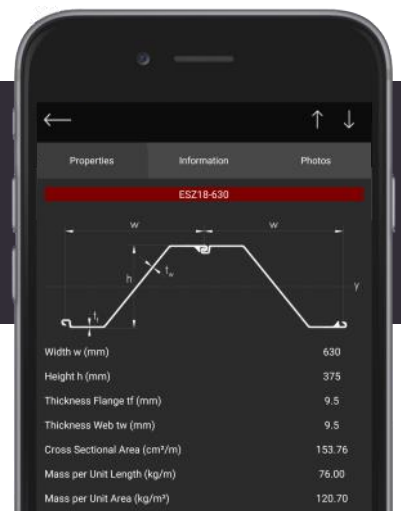 Properties Information Photos
ESZ18-630
w w
h tw y
tf
Width w (mm) 630
Height h (mm) 375
Thickness Flange tf (mm) 9.5
Thickness Web tw (mm) 9.5
Cross Sectional Area (cm²/m) 153.76
Mass per Unit Length (kg/m) 76.00
Mass per Unit Area (kg/m²) 120.70